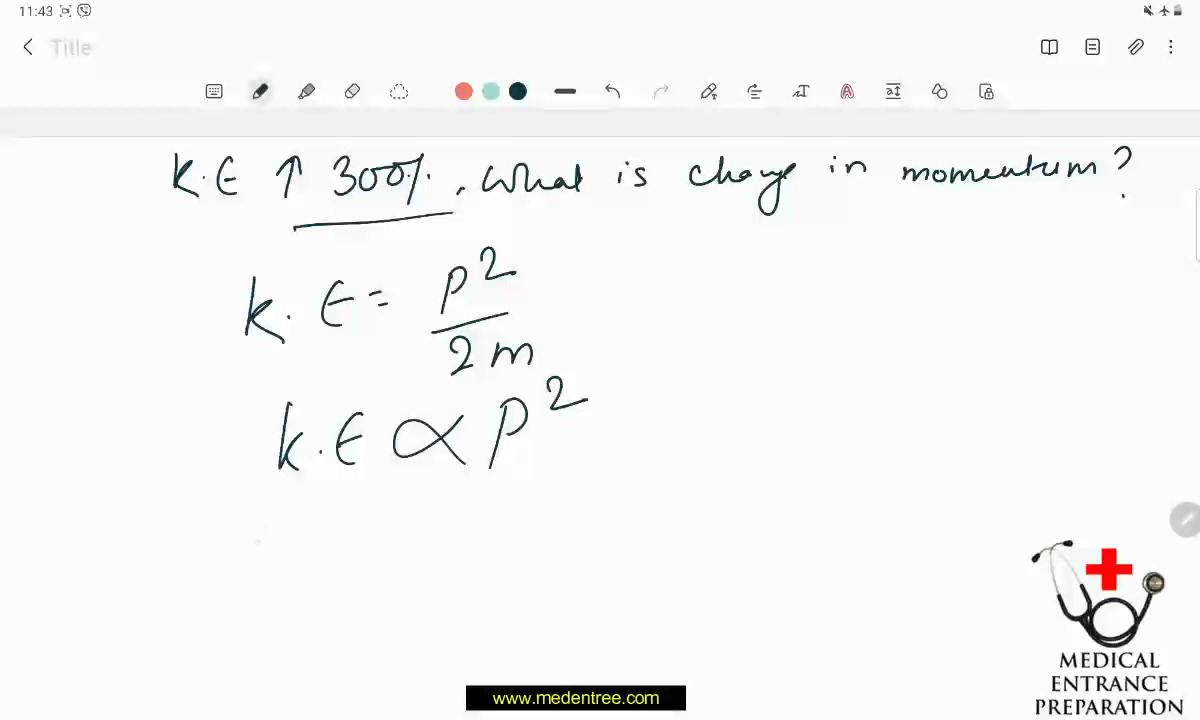 11:43
Title
K.E ↑ 300%. What is change in momentum?
K.E = p²
2m
K.E ∝ p²
MEDICAL
ENTRANCE
PREPARATION
www.medentree.com